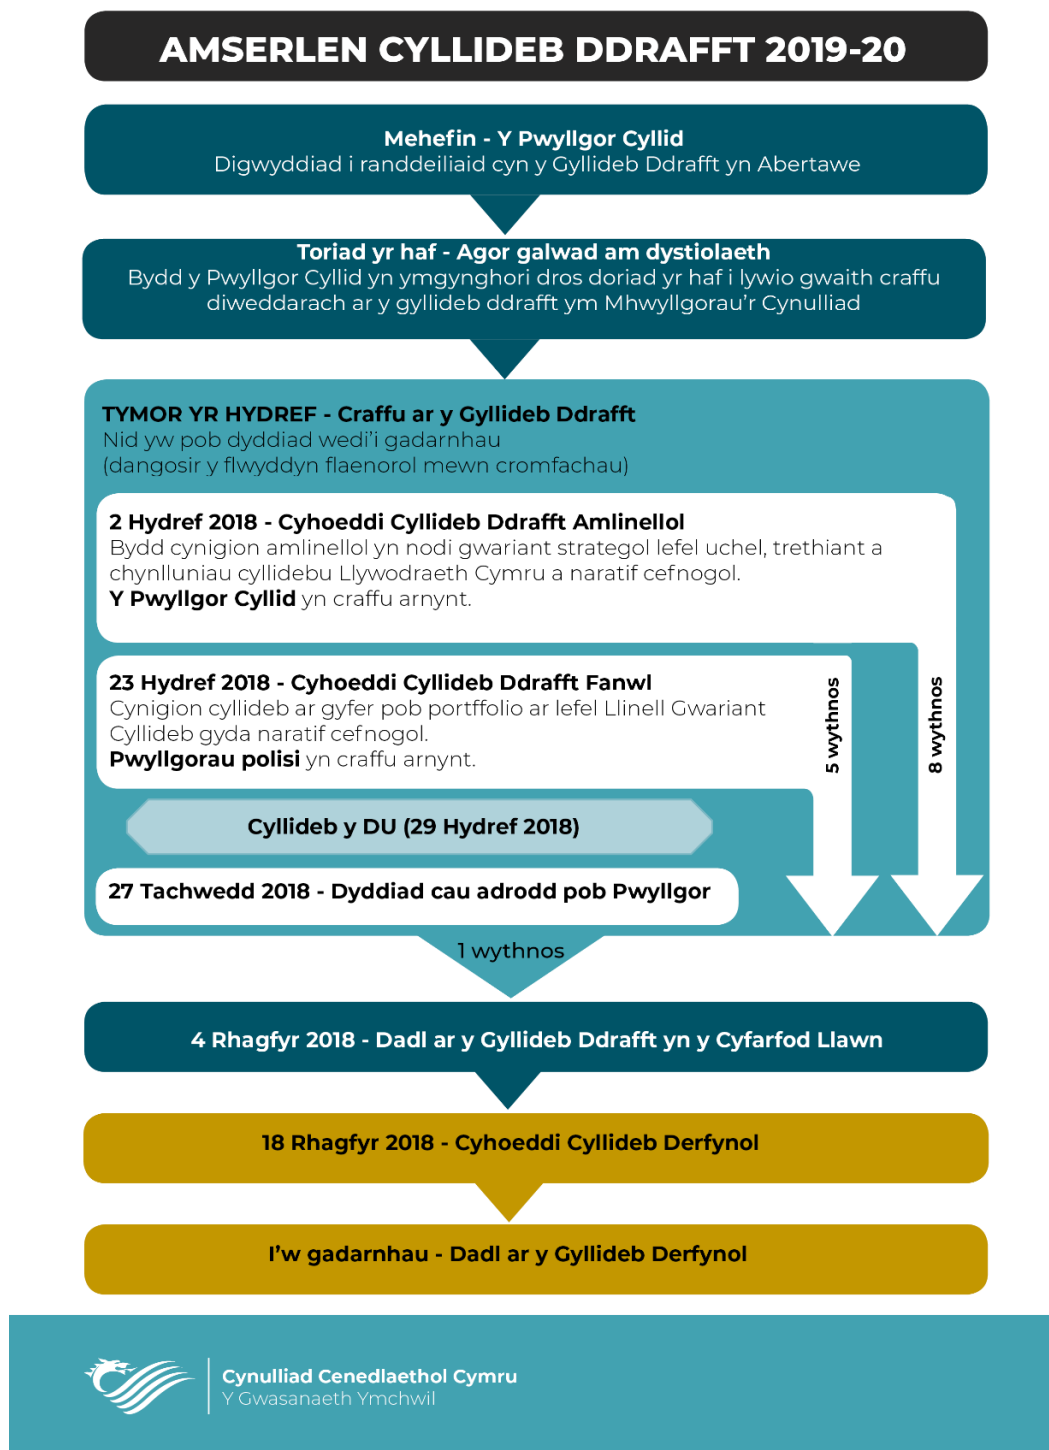 AMSERLEN CYLLIDEB DDRAFFT 2019-20
Mehefin - Y Pwyllgor Cyllid
Digwyddiad i randdeiliaid cyn y Gyllideb Ddrafft yn Abertawe
Toriad yr haf - Agor galwad am dystiolaeth
Bydd y Pwyllgor Cyllid yn ymgynghori dros doriad yr haf i lywio gwaith craffu
diweddarach ar y gyllideb ddrafft ym Mhwyllgorau’r Cynulliad
TYMOR YR HYDREF - Craffu ar y Gyllideb Ddrafft
Nid yw pob dyddiad wedi’i gadarnhau
(dangosir y flwyddyn flaenorol mewn cromfachau)
2 Hydref 2018 - Cyhoeddi Cyllideb Ddrafft Amlinellol
Bydd cynigion amlinellol yn nodi gwariant strategol lefel uchel, trethiant a
chynlluniau cyllidebu Llywodraeth Cymru a naratif cefnogol.
Y Pwyllgor Cyllid yn craffu arnynt.
23 Hydref 2018 - Cyhoeddi Cyllideb Ddrafft Fanwl
Cynigion cyllideb ar gyfer pob portffolio ar lefel Llinell Gwariant
Cyllideb gyda naratif cefnogol.
Pwyllgorau polisi yn craffu arnynt.
5 wythnos
8 wythnos
Cyllideb y DU (29 Hydref 2018)
27 Tachwedd 2018 - Dyddiad cau adrodd pob Pwyllgor
1 wythnos
4 Rhagfyr 2018 - Dadl ar y Gyllideb Ddrafft yn y Cyfarfod Llawn
18 Rhagfyr 2018 - Cyhoeddi Cyllideb Derfynol
I’w gadarnhau - Dadl ar y Gyllideb Derfynol
Cynulliad Cenedlaethol Cymru
Y Gwasanaeth Ymchwil